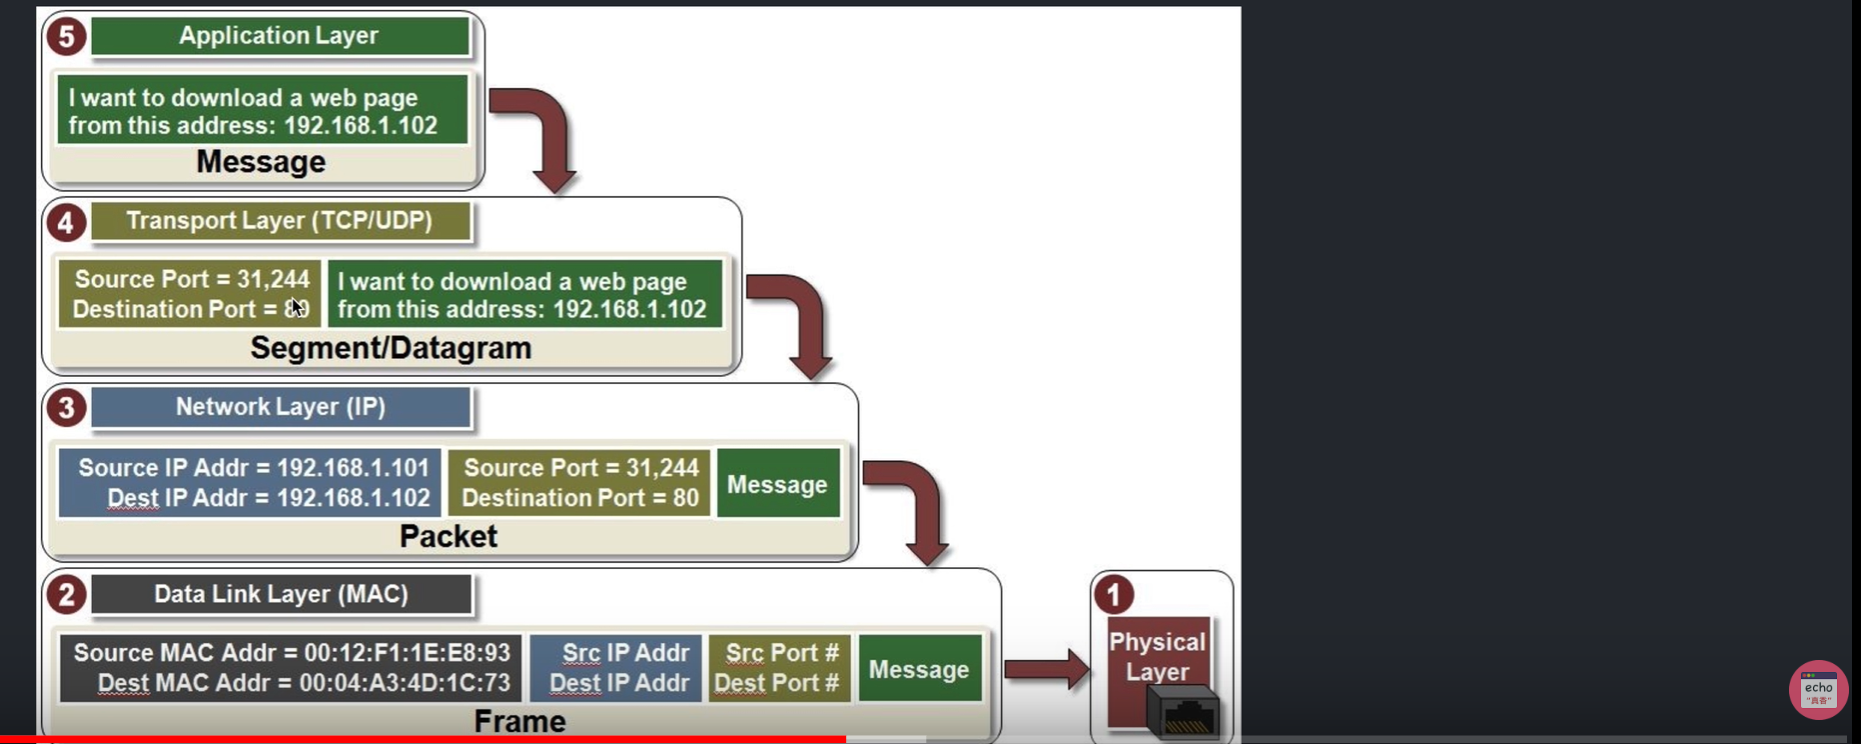 5
Application Layer
I want to download a web page
from this address: 192.168.1.102
Message
4
Transport Layer (TCP/UDP)
Source Port = 31,244
Destination Port = 80
I want to download a web page
from this address: 192.168.1.102
Segment/Datagram
3
Network Layer (IP)
Source IP Addr = 192.168.1.101
Dest IP Addr = 192.168.1.102
Source Port = 31,244
Destination Port = 80
Message
Packet
2
Data Link Layer (MAC)
Source MAC Addr = 00:12:F1:1E:E8:93
Dest MAC Addr = 00:04:A3:4D:1C:73
Src IP Addr
Dest IP Addr
Src Port #
Dest Port #
Message
Frame
1
Physical
Layer
echo
"真香"